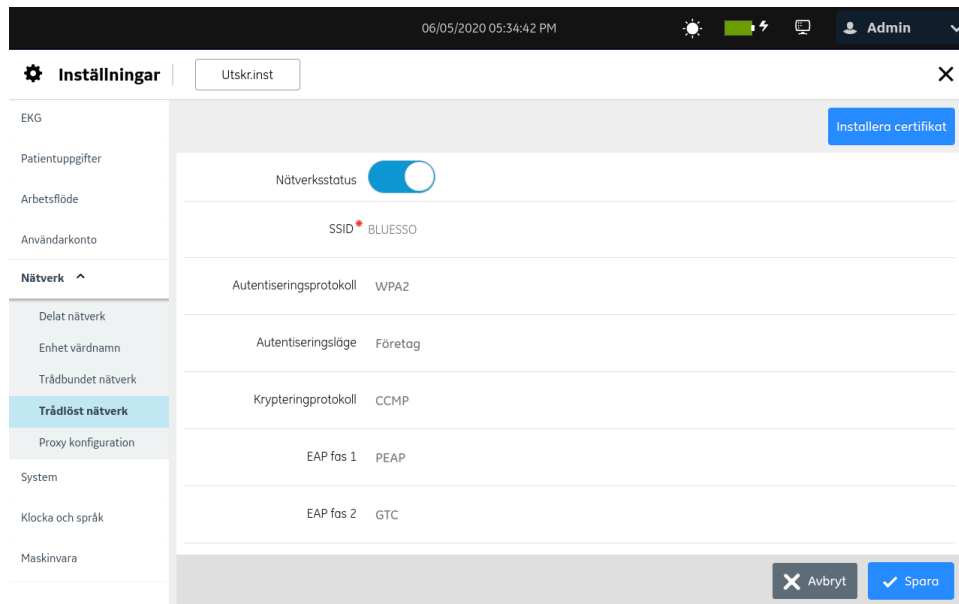 06/05/2020 05:34:42 PM
Admin
Inställningar
Utskr.inst
EKG
Patientuppgifter
Arbetsflöde
Användarkonto
Nätverk
Delat nätverk
Enhet värdnamn
Trådbundet nätverk
Trådlöst nätverk
Proxy konfiguration
System
Klocka och språk
Maskinvara
Installera certifikat
Nätverksstatus
SSID* BLUESSO
Autentiseringsprotokoll WPA2
Autentiseringsläge Företag
Krypteringprotokoll CCMP
EAP fas 1 PEAP
EAP fas 2 GTC
Avbryt
Spara